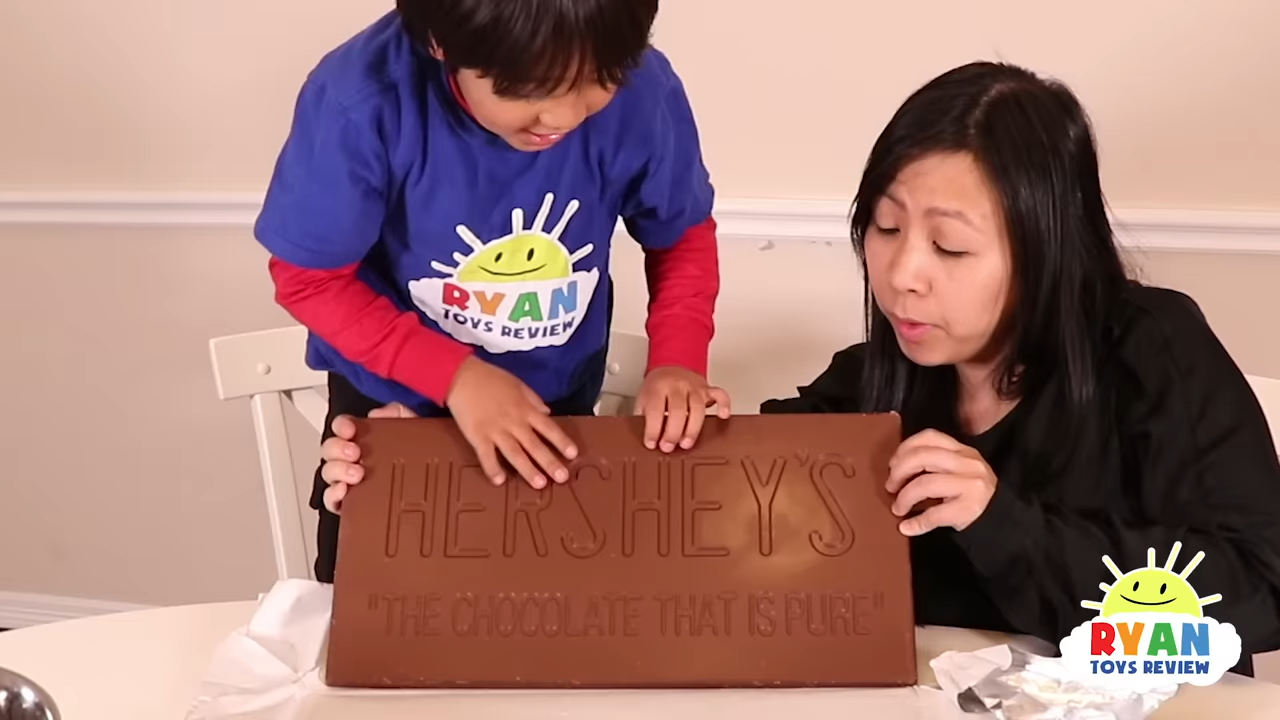 RYAN
TOYS REVIEW
HERSHEY'S
"THE CHOCOLATE THAT IS PURE"
RYAN
TOYS REVIEW